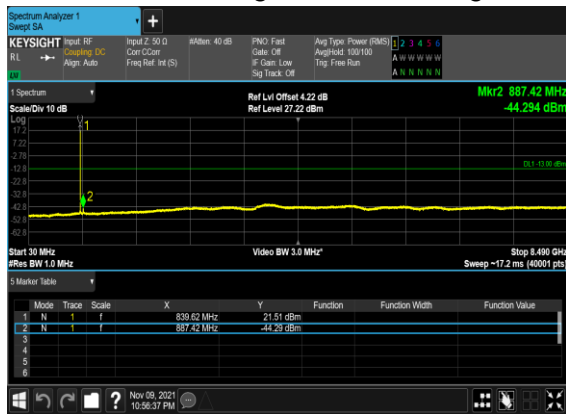 Spectrum Analyzer 1
Swept SA
KEYSIGHT Input: RF Input Z: 50 Ω #Atten: 40 dB PNO: Fast Avg Type: Power (RMS) 1 2 3 4 5 6
RL Coupling: DC Corr CCorr Gate: Off Avg|Hold: 100/100 A W W W W W
Align: Auto Freq Ref: Int (S) IF Gain: Low Trig: Free Run
Sig Track: Off A N N N N N
1 Spectrum Ref Lvl Offset 4.22 dB Mkr2 887.42 MHz
Scale/Div 10 dB Ref Level 27.22 dBm -44.294 dBm
Log
17.2
7.22
-2.78
-12.8
-22.8
-32.8
-42.8
-52.8
-62.8
1
2
DL1 -13.00 dBm
Start 30 MHz Video BW 3.0 MHz* Stop 8.490 GHz
#Res BW 1.0 MHz Sweep ~17.2 ms (40001 pts)
5 Marker Table
Mode Trace Scale X Y Function Function Width Function Value
1 N 1 f 839.62 MHz 21.51 dBm
2 N 1 f 887.42 MHz -44.29 dBm
3
4
5
6
? Nov 09, 2021
10:56:37 PM